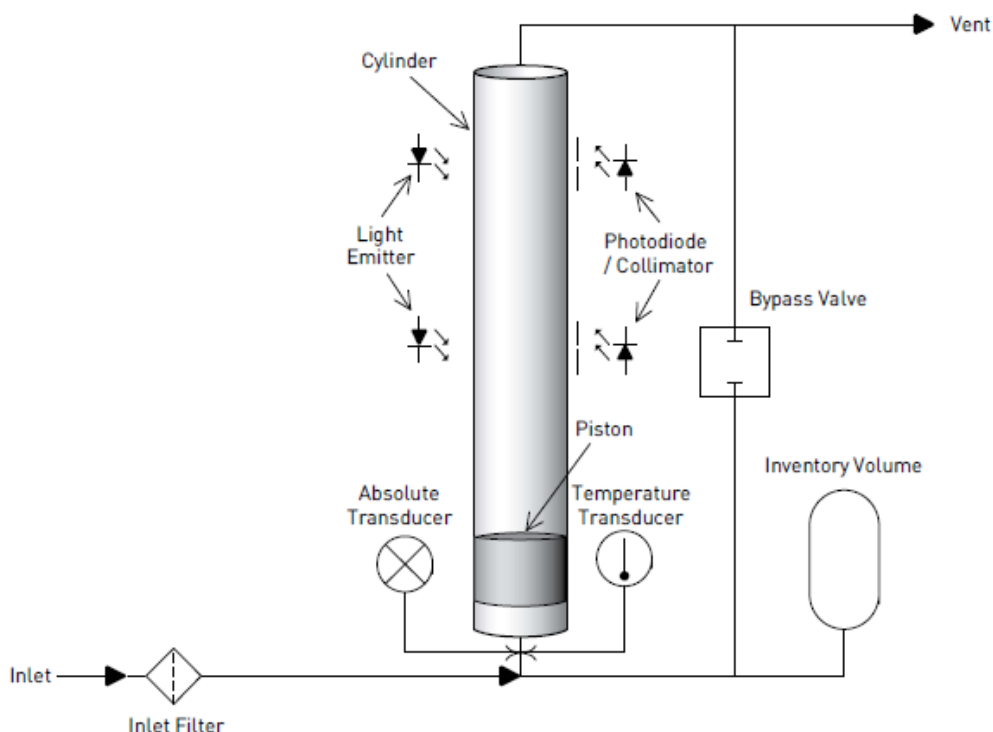 Vent
Cylinder
Light
Emitter
Photodiode
/ Collimator
Bypass Valve
Piston
Inventory Volume
Absolute
Transducer
Temperature
Transducer
Inlet
Inlet Filter